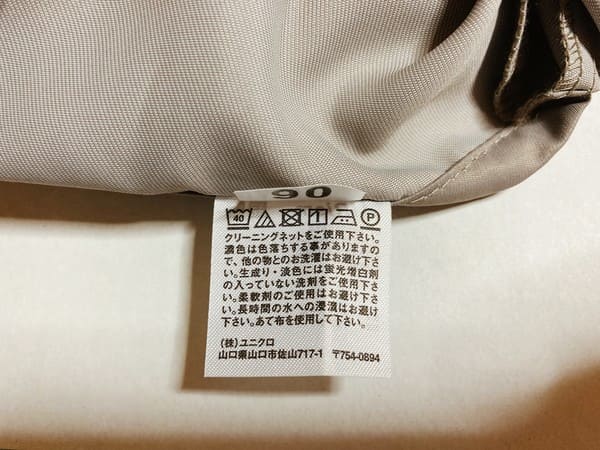 90
40 P
クリーニングネットをご使用下さい。
濃色は色落ちする事がありますの
で、他の物とのお洗濯はお避け下さ
い。生成り・淡色には蛍光増白剤
の入っていない洗剤をご使用下さ
い。柔軟剤のご使用はお避け下さ
い。長時間の水への浸漬はお避け
下さい。あて布を使用して下さい。
(株)ユニクロ
山口県山口市佐山717-1 〒754-0894